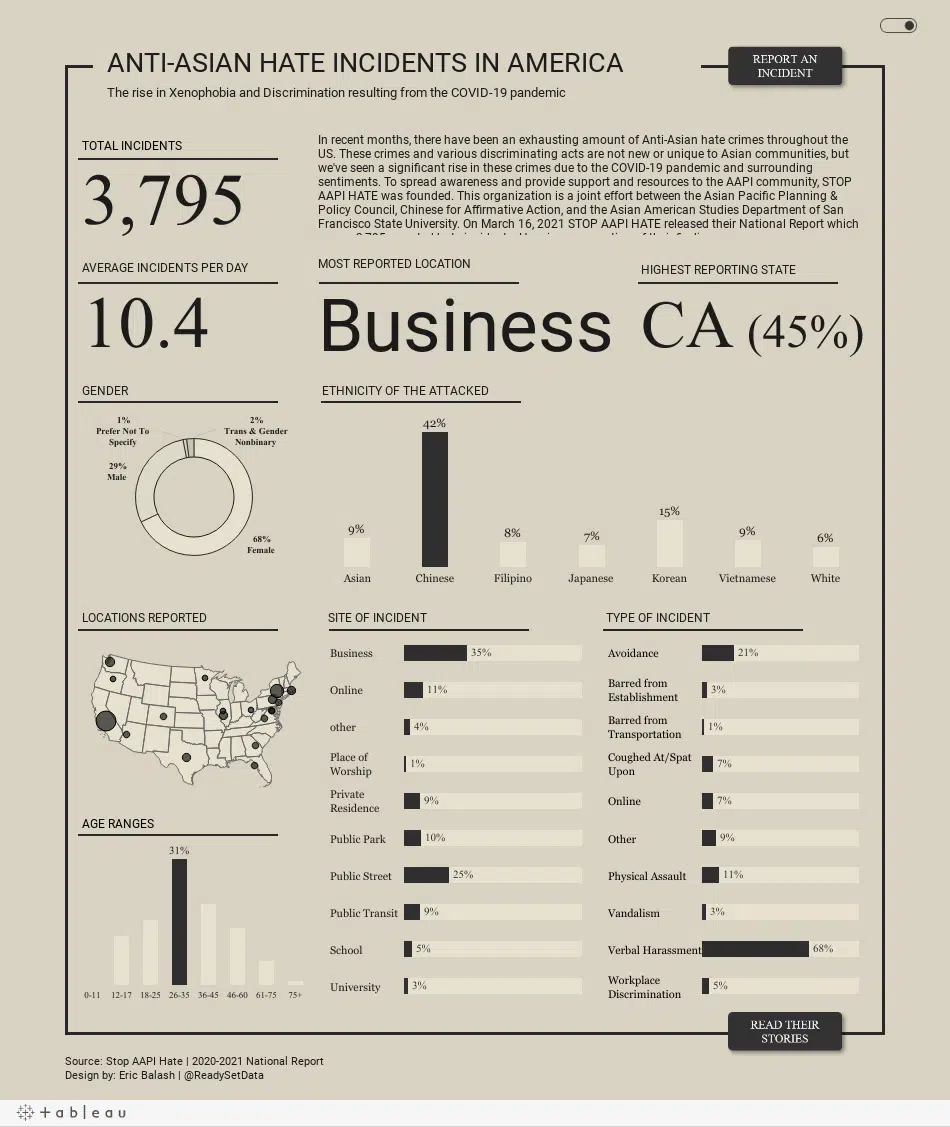 ANTI-ASIAN HATE INCIDENTS IN AMERICA
The rise in Xenophobia and Discrimination resulting from the COVID-19 pandemic
REPORT AN
INCIDENT
TOTAL INCIDENTS
3,795
In recent months, there have been an exhausting amount of Anti-Asian hate crimes throughout the
US. These crimes and various discriminating acts are not new or unique to Asian communities, but
we've seen a significant rise in these crimes due to the COVID-19 pandemic and surrounding
sentiments. To spread awareness and provide support and resources to the AAPI community, STOP
AAPI HATE was founded. This organization is a joint effort between the Asian Pacific Planning &
Policy Council, Chinese for Affirmative Action, and the Asian American Studies Department of San
Francisco State University. On March 16, 2021 STOP AAPI HATE released their National Report which
AVERAGE INCIDENTS PER DAY
10.4
MOST REPORTED LOCATION
Business
HIGHEST REPORTING STATE
CA (45%)
GENDER
1%
Prefer Not To
Specify
2%
Trans & Gender
Nonbinary
29%
Male
68%
Female
ETHNICITY OF THE ATTACKED
9%
42%
8%
7%
15%
9%
6%
Asian
Chinese
Filipino
Japanese
Korean
Vietnamese
White
LOCATIONS REPORTED
AGE RANGES
31%
0-11
12-17
18-25
26-35
36-45
46-60
61-75
75+
SITE OF INCIDENT
Business 35%
Online 11%
other 4%
Place of
Worship 1%
Private
Residence 9%
Public Park 10%
Public Street 25%
Public Transit 9%
School 5%
University 3%
TYPE OF INCIDENT
Avoidance 21%
Barred from
Establishment 3%
Barred from
Transportation 1%
Coughed At/Spat
Upon 7%
Online 7%
Other 9%
Physical Assault 11%
Vandalism 3%
Verbal Harassment 68%
Workplace
Discrimination 5%
READ THEIR
STORIES
Source: Stop AAPI Hate | 2020-2021 National Report
Design by: Eric Balash | @ReadySetData
+ableau